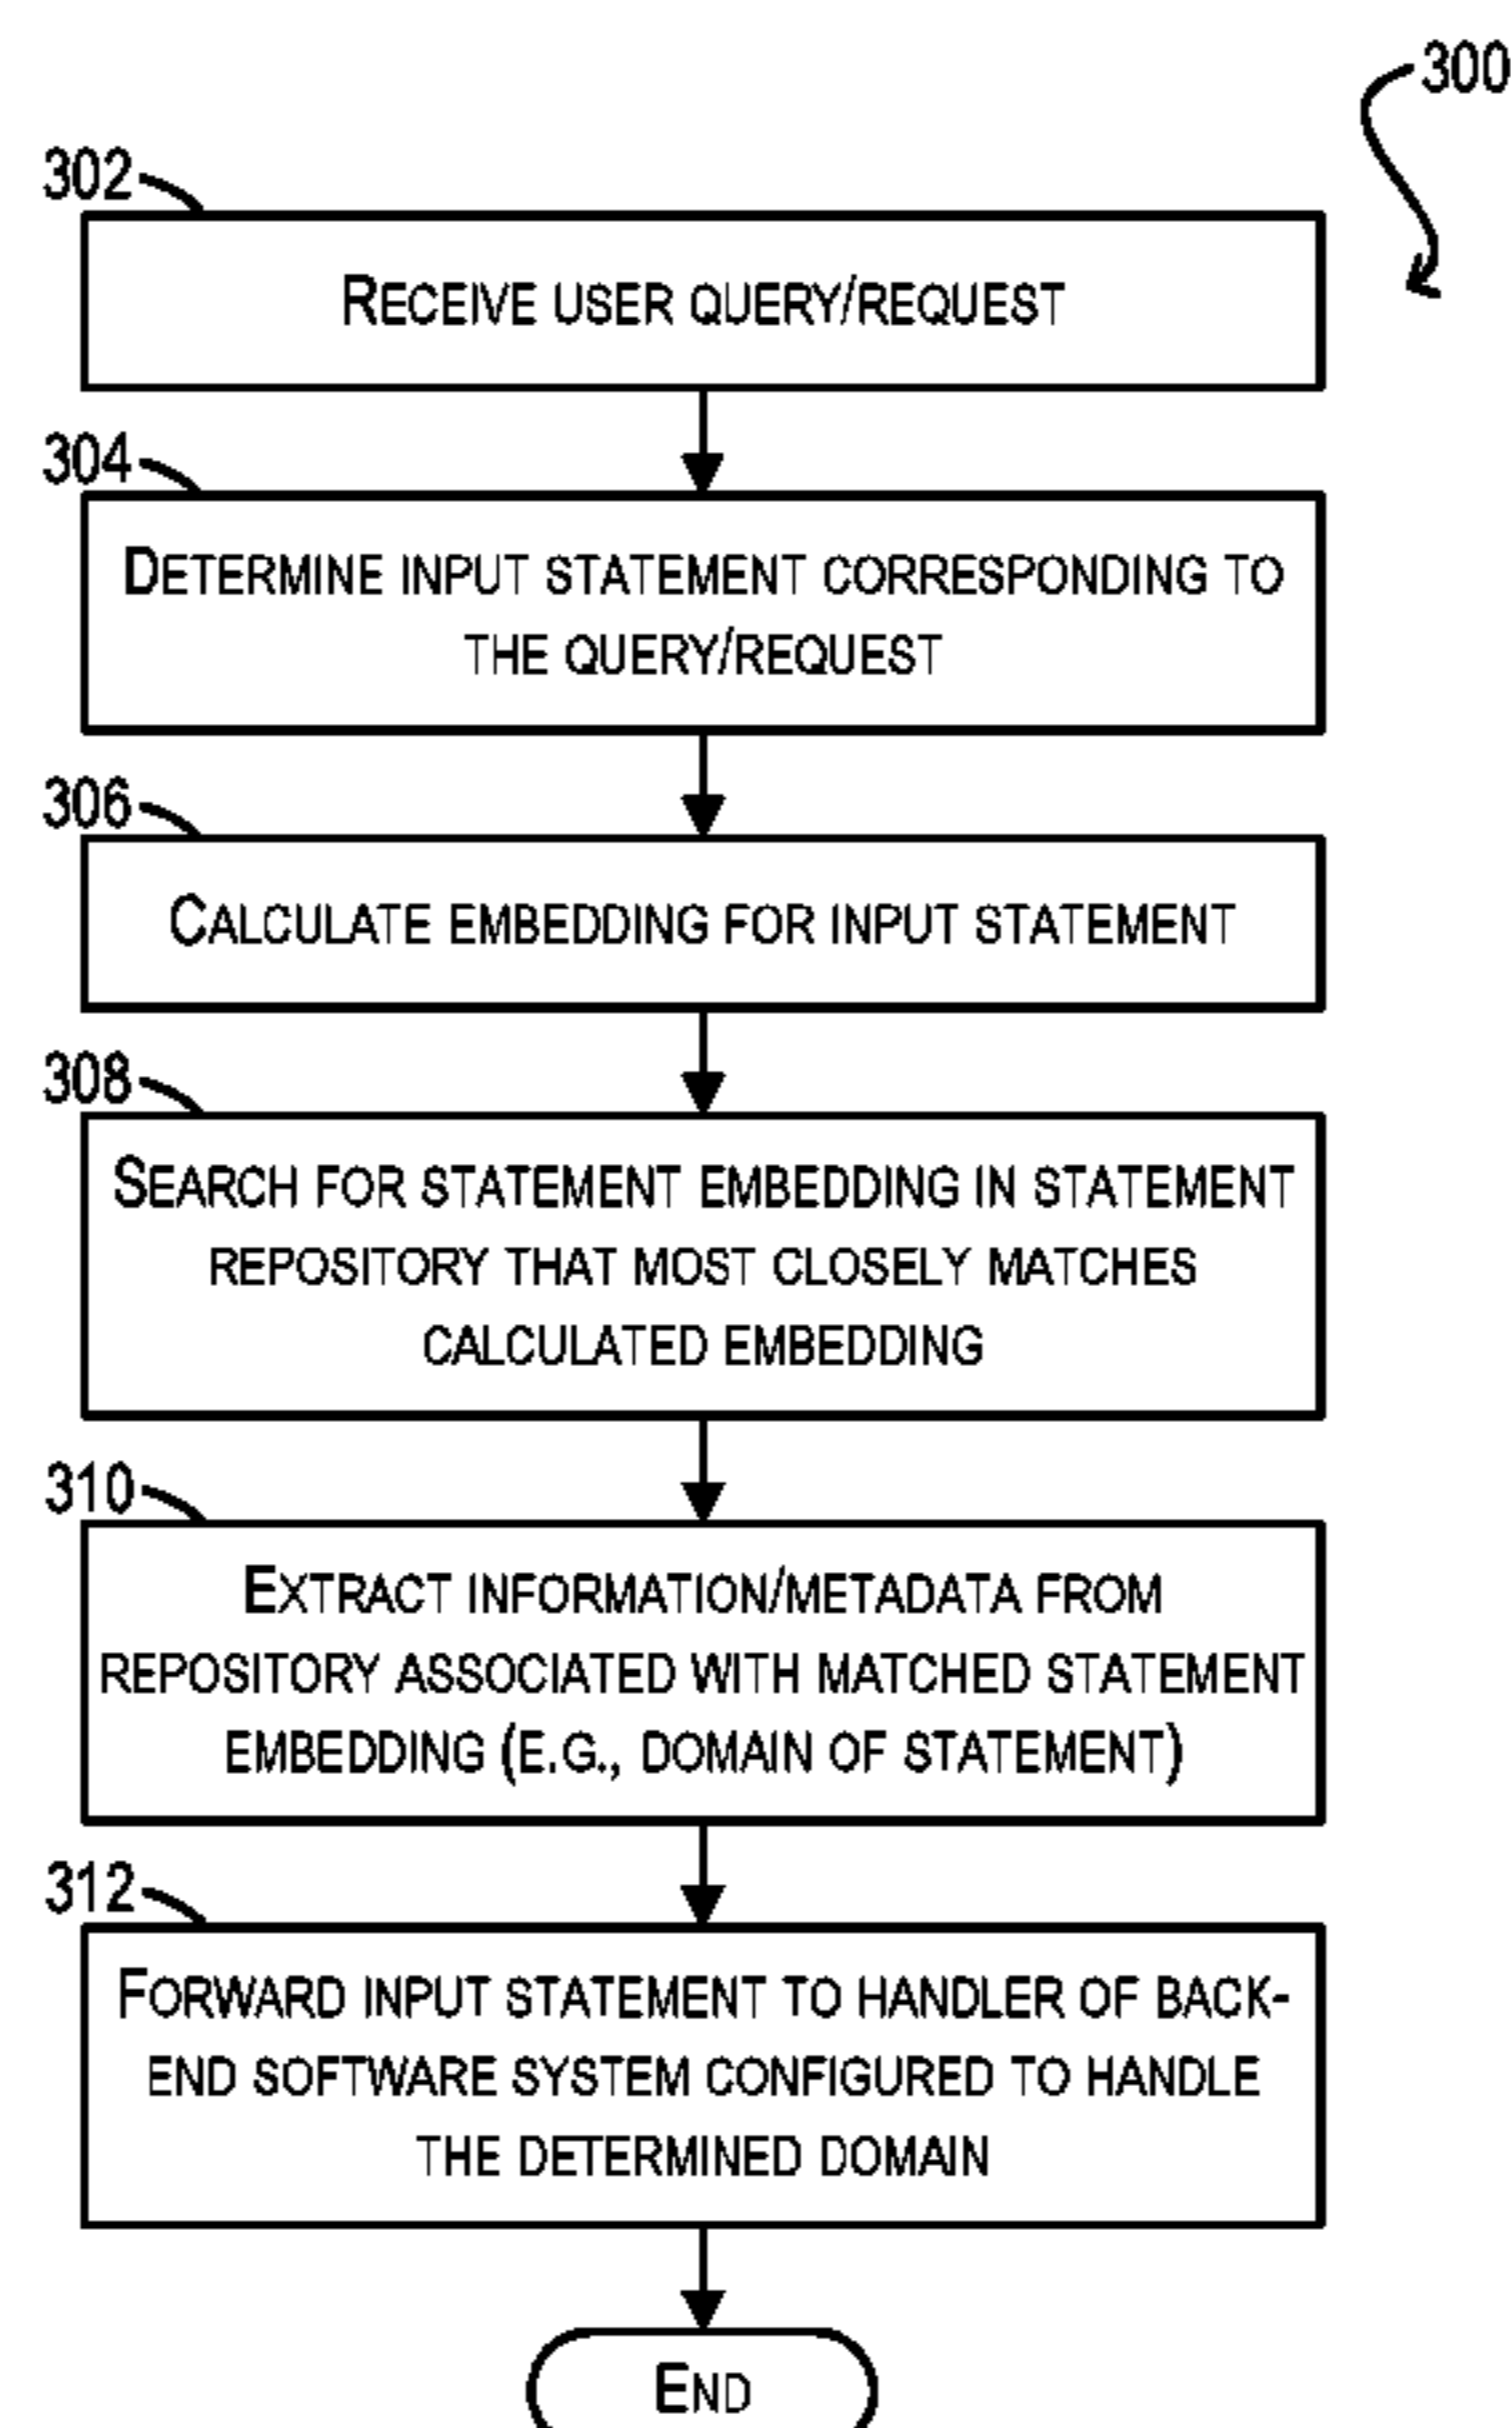 300
302
RECEIVE USER QUERY/REQUEST
304
DETERMINE INPUT STATEMENT CORRESPONDING TO
THE QUERY/REQUEST
306
CALCULATE EMBEDDING FOR INPUT STATEMENT
308
SEARCH FOR STATEMENT EMBEDDING IN STATEMENT
REPOSITORY THAT MOST CLOSELY MATCHES
CALCULATED EMBEDDING
310
EXTRACT INFORMATION/METADATA FROM
REPOSITORY ASSOCIATED WITH MATCHED STATEMENT
EMBEDDING (E.G., DOMAIN OF STATEMENT)
312
FORWARD INPUT STATEMENT TO HANDLER OF BACK-
END SOFTWARE SYSTEM CONFIGURED TO HANDLE
THE DETERMINED DOMAIN
END